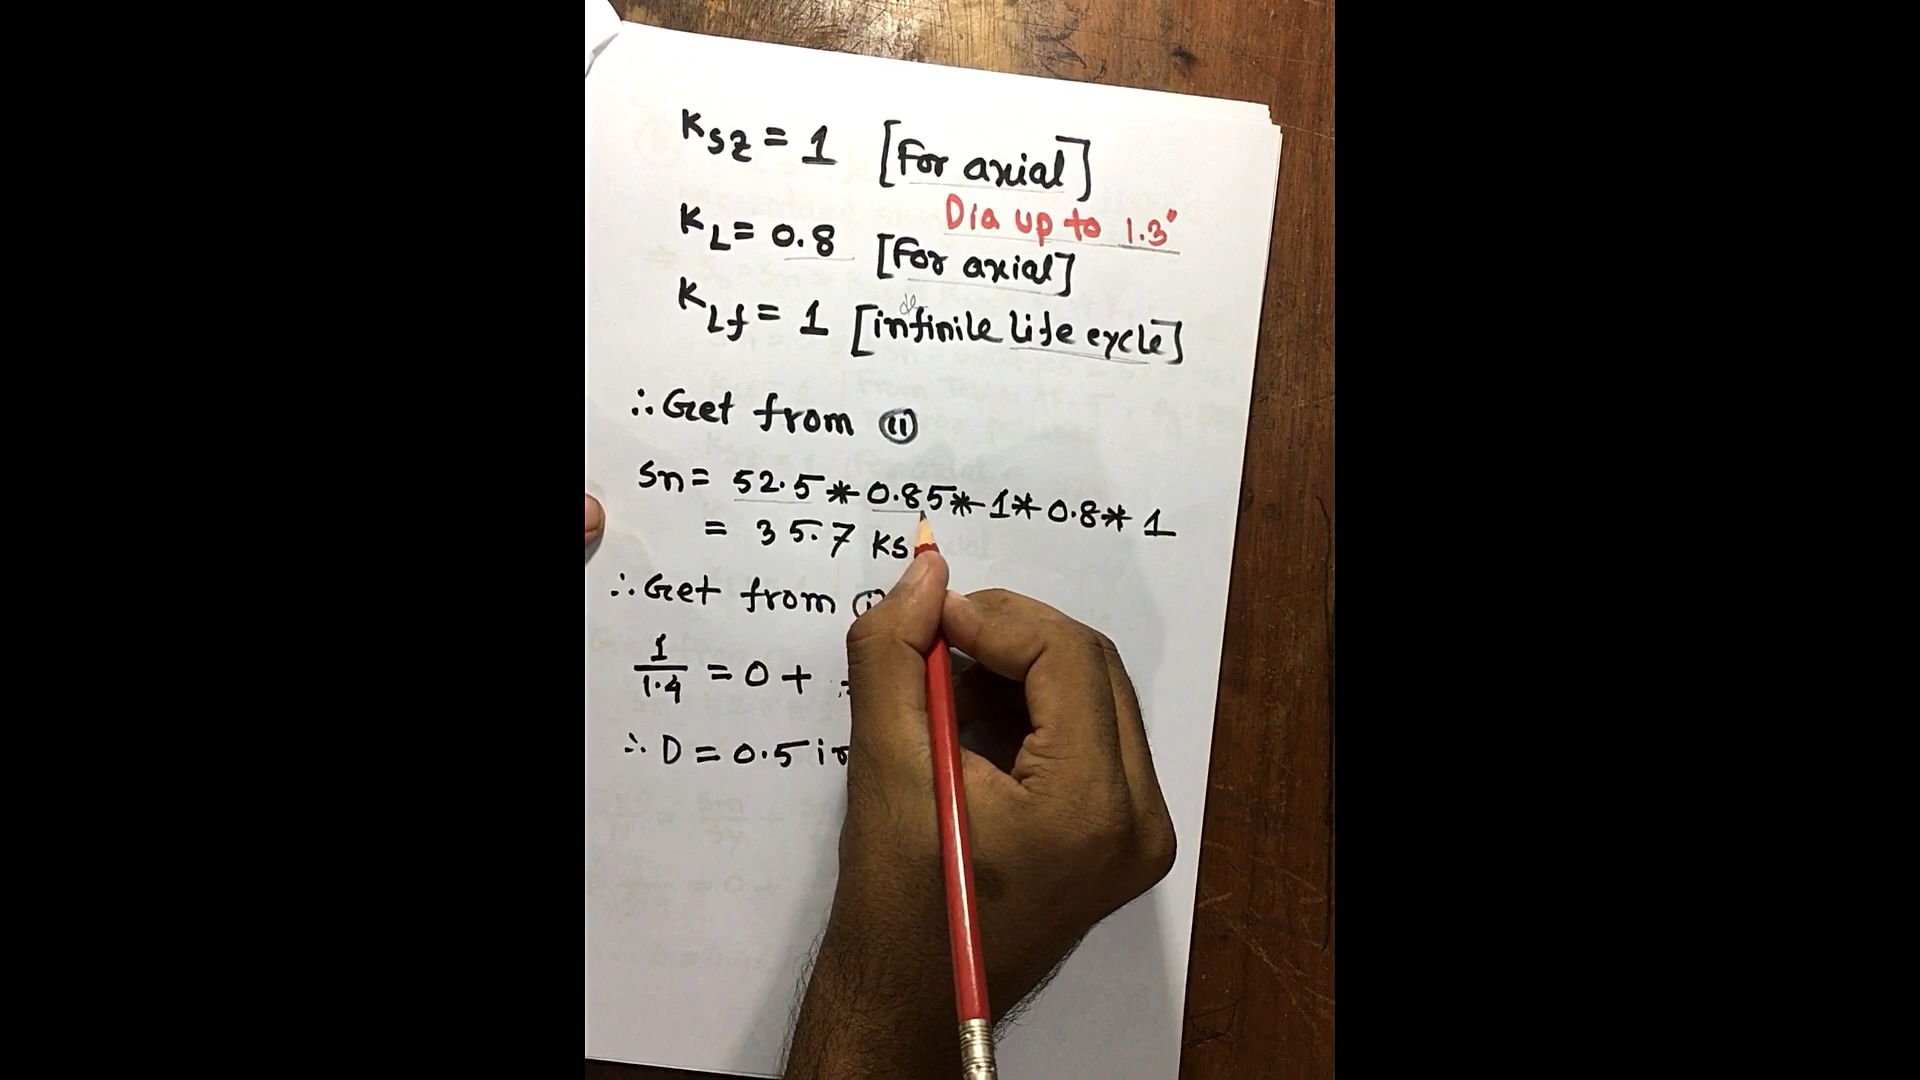 Ksz = 1 [For axial]
Dia up to 1.3"
KL = 0.8 [For axial]
KLf = 1 [infinile life cycle]
∴ Get from (ii)
Sn = 52.5 * 0.85 * 1 * 0.8 * 1
= 35.7 Ks
∴ Get from (i)
1/1.4 = 0 +
∴ D = 0.5 in